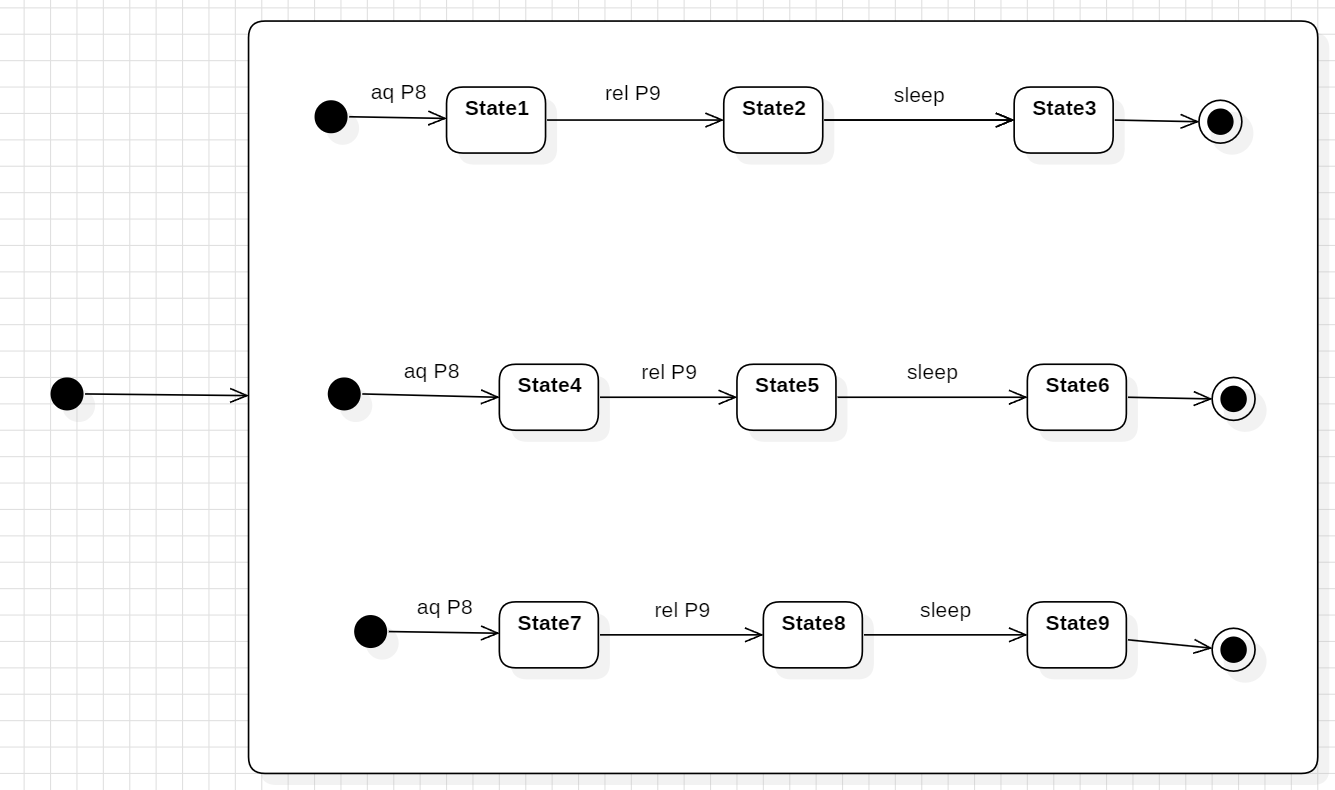 aq P8
State1
rel P9
State2
sleep
State3
aq P8
State4
rel P9
State5
sleep
State6
aq P8
State7
rel P9
State8
sleep
State9